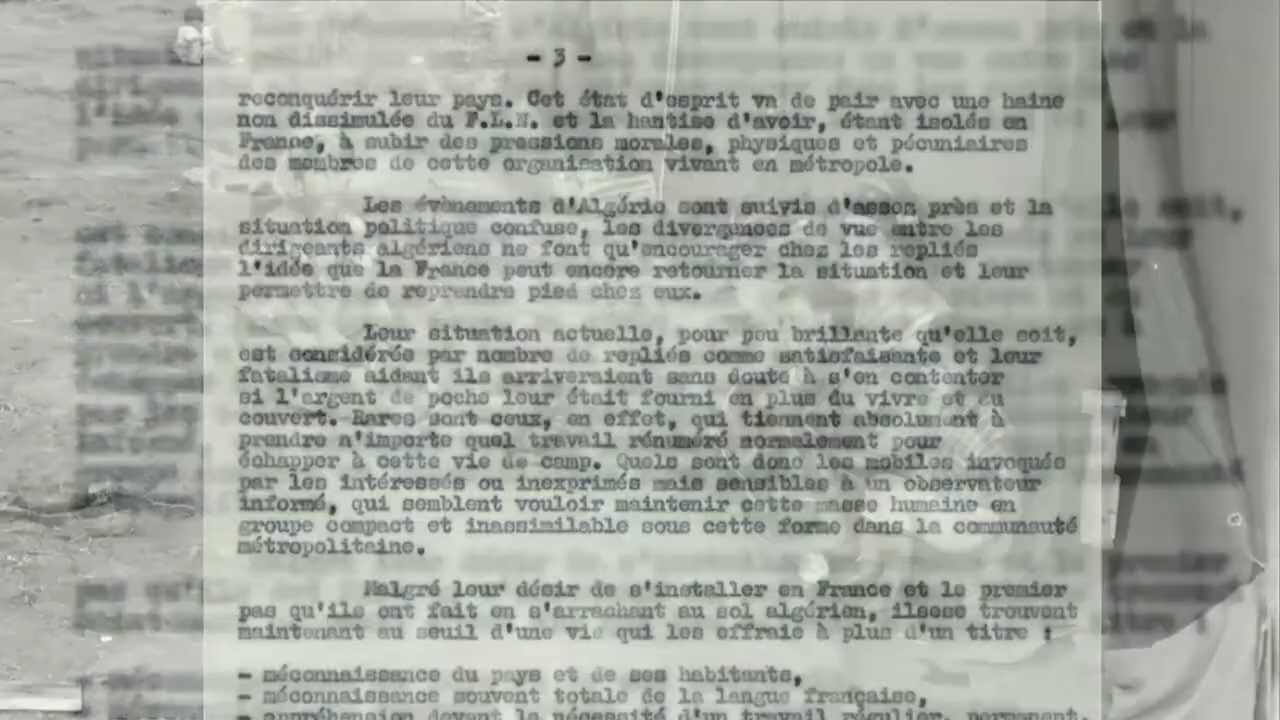 - 3 -
reconquérir leur pays. Cet état d'esprit va de pair avec une haine
non dissimulée du F.L.N. et la hantise d'avoir, étant isolés en
France, à subir des pressions morales, physiques et pécuniaires
des membres de cette organisation vivant en métropole.
Les évènements d'Algérie sont suivis d'assez près et la
situation politique confuse, les divergences de vue entre les
dirigeants algériens ne font qu'encourager chez les repliés
l'idée que la France peut encore retourner la situation et leur
permettre de reprendre pied chez eux.
Leur situation actuelle, pour peu brillante qu'elle soit,
est considérée par nombre de repliés comme satisfaisante et leur
fatalisme aidant ils arriveraient sans doute à s'en contenter
si l'argent de poche leur était fourni en plus du vivre et du
couvert. Rares sont ceux, en effet, qui tiennent absolument à
prendre n'importe quel travail rénuméré normalement pour
échapper à cette vie de camp. Quels sont donc les mobiles invoqués
par les intéressés ou inexprimés mais sensibles à un observateur
informé, qui semblent vouloir maintenir cette masse humaine en
groupe compact et inassimilable sous cette forme dans la communauté
métropolitaine.
Malgré leur désir de s'installer en France et le premier
pas qu'ils ont fait en s'arrachant au sol algérien, ilsse trouvent
maintenant au seuil d'une vie qui les effraie à plus d'un titre :
- méconnaissance du pays et de ses habitants,
- méconnaissance souvent totale de la langue française,
- appréhension devant la nécessité d'un travail régulier, permanent,